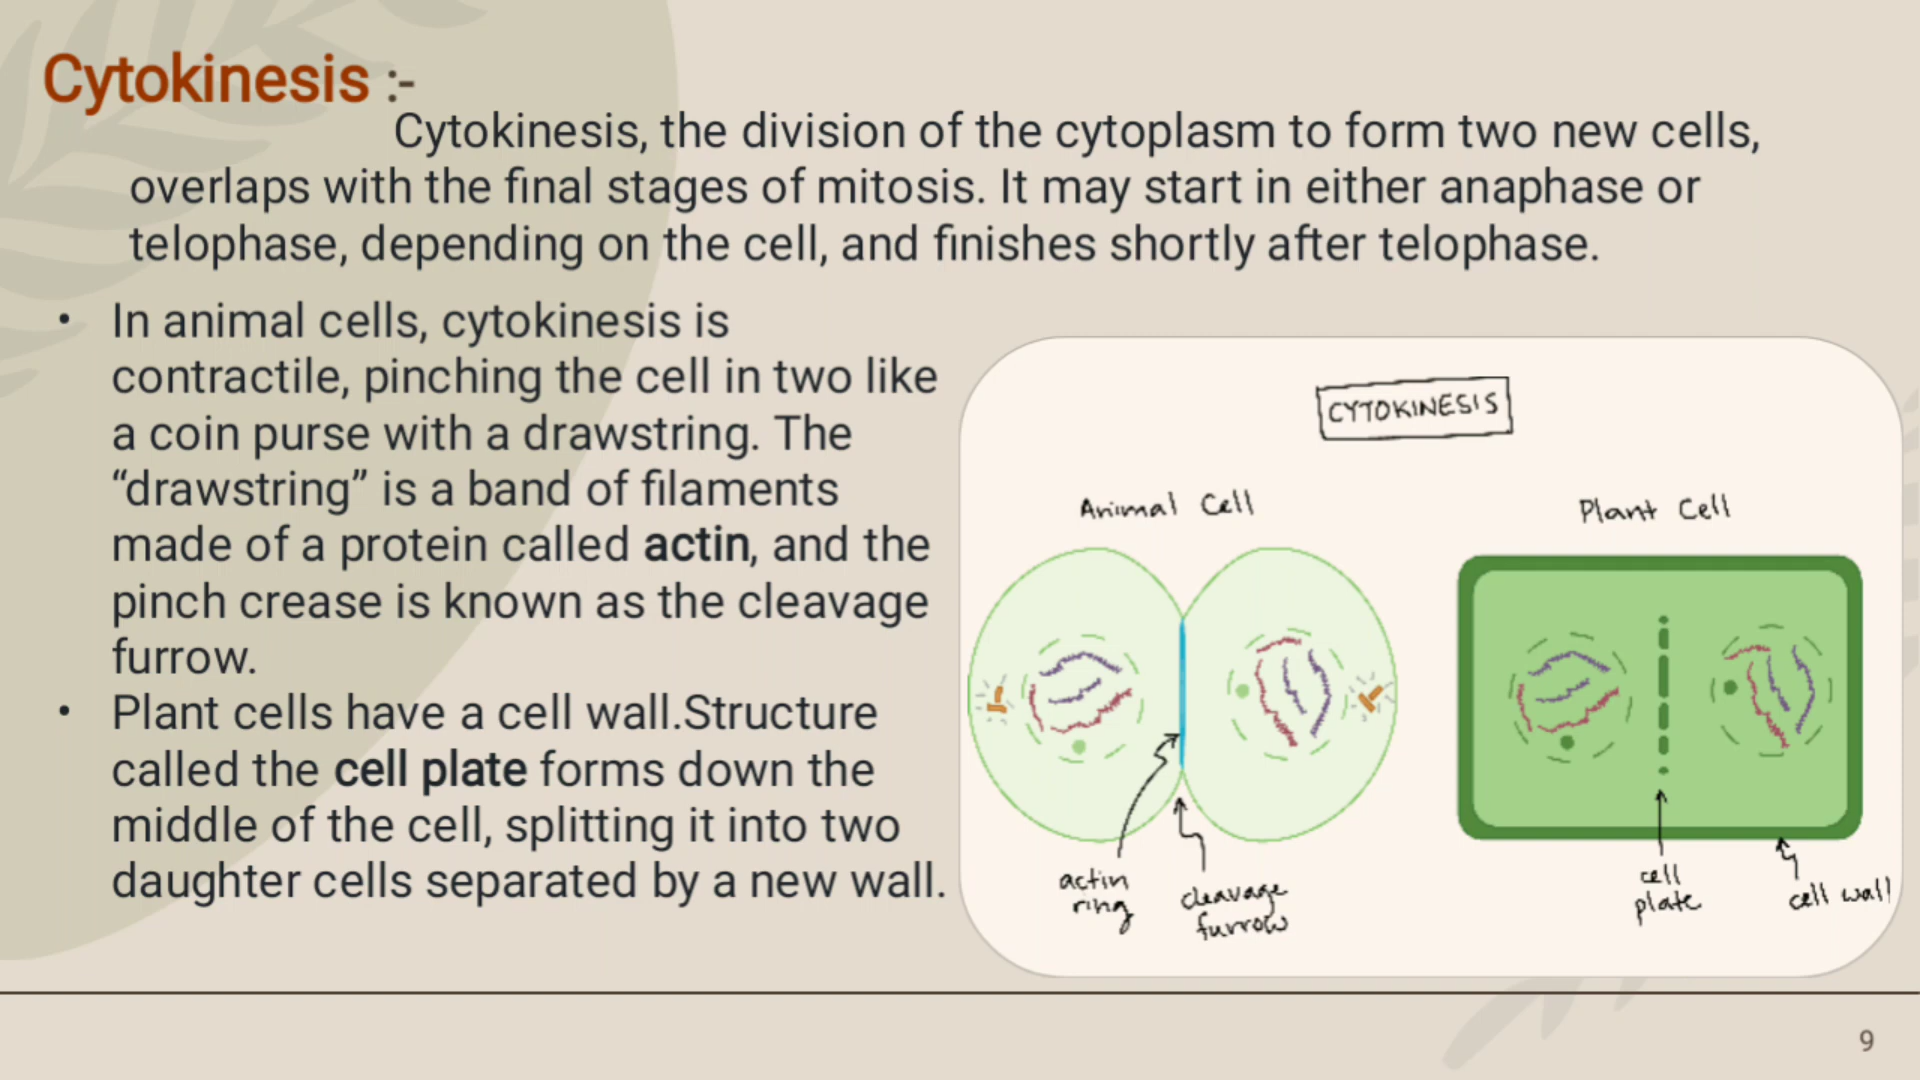 Cytokinesis :-
Cytokinesis, the division of the cytoplasm to form two new cells,
overlaps with the final stages of mitosis. It may start in either anaphase or
telophase, depending on the cell, and finishes shortly after telophase.
• In animal cells, cytokinesis is
contractile, pinching the cell in two like
a coin purse with a drawstring. The
“drawstring” is a band of filaments
made of a protein called actin, and the
pinch crease is known as the cleavage
furrow.
• Plant cells have a cell wall.Structure
called the cell plate forms down the
middle of the cell, splitting it into two
daughter cells separated by a new wall.
CYTOKINESIS
Animal Cell
Plant Cell
actin
ring
cleavage
furrow
cell
plate
cell wall
9